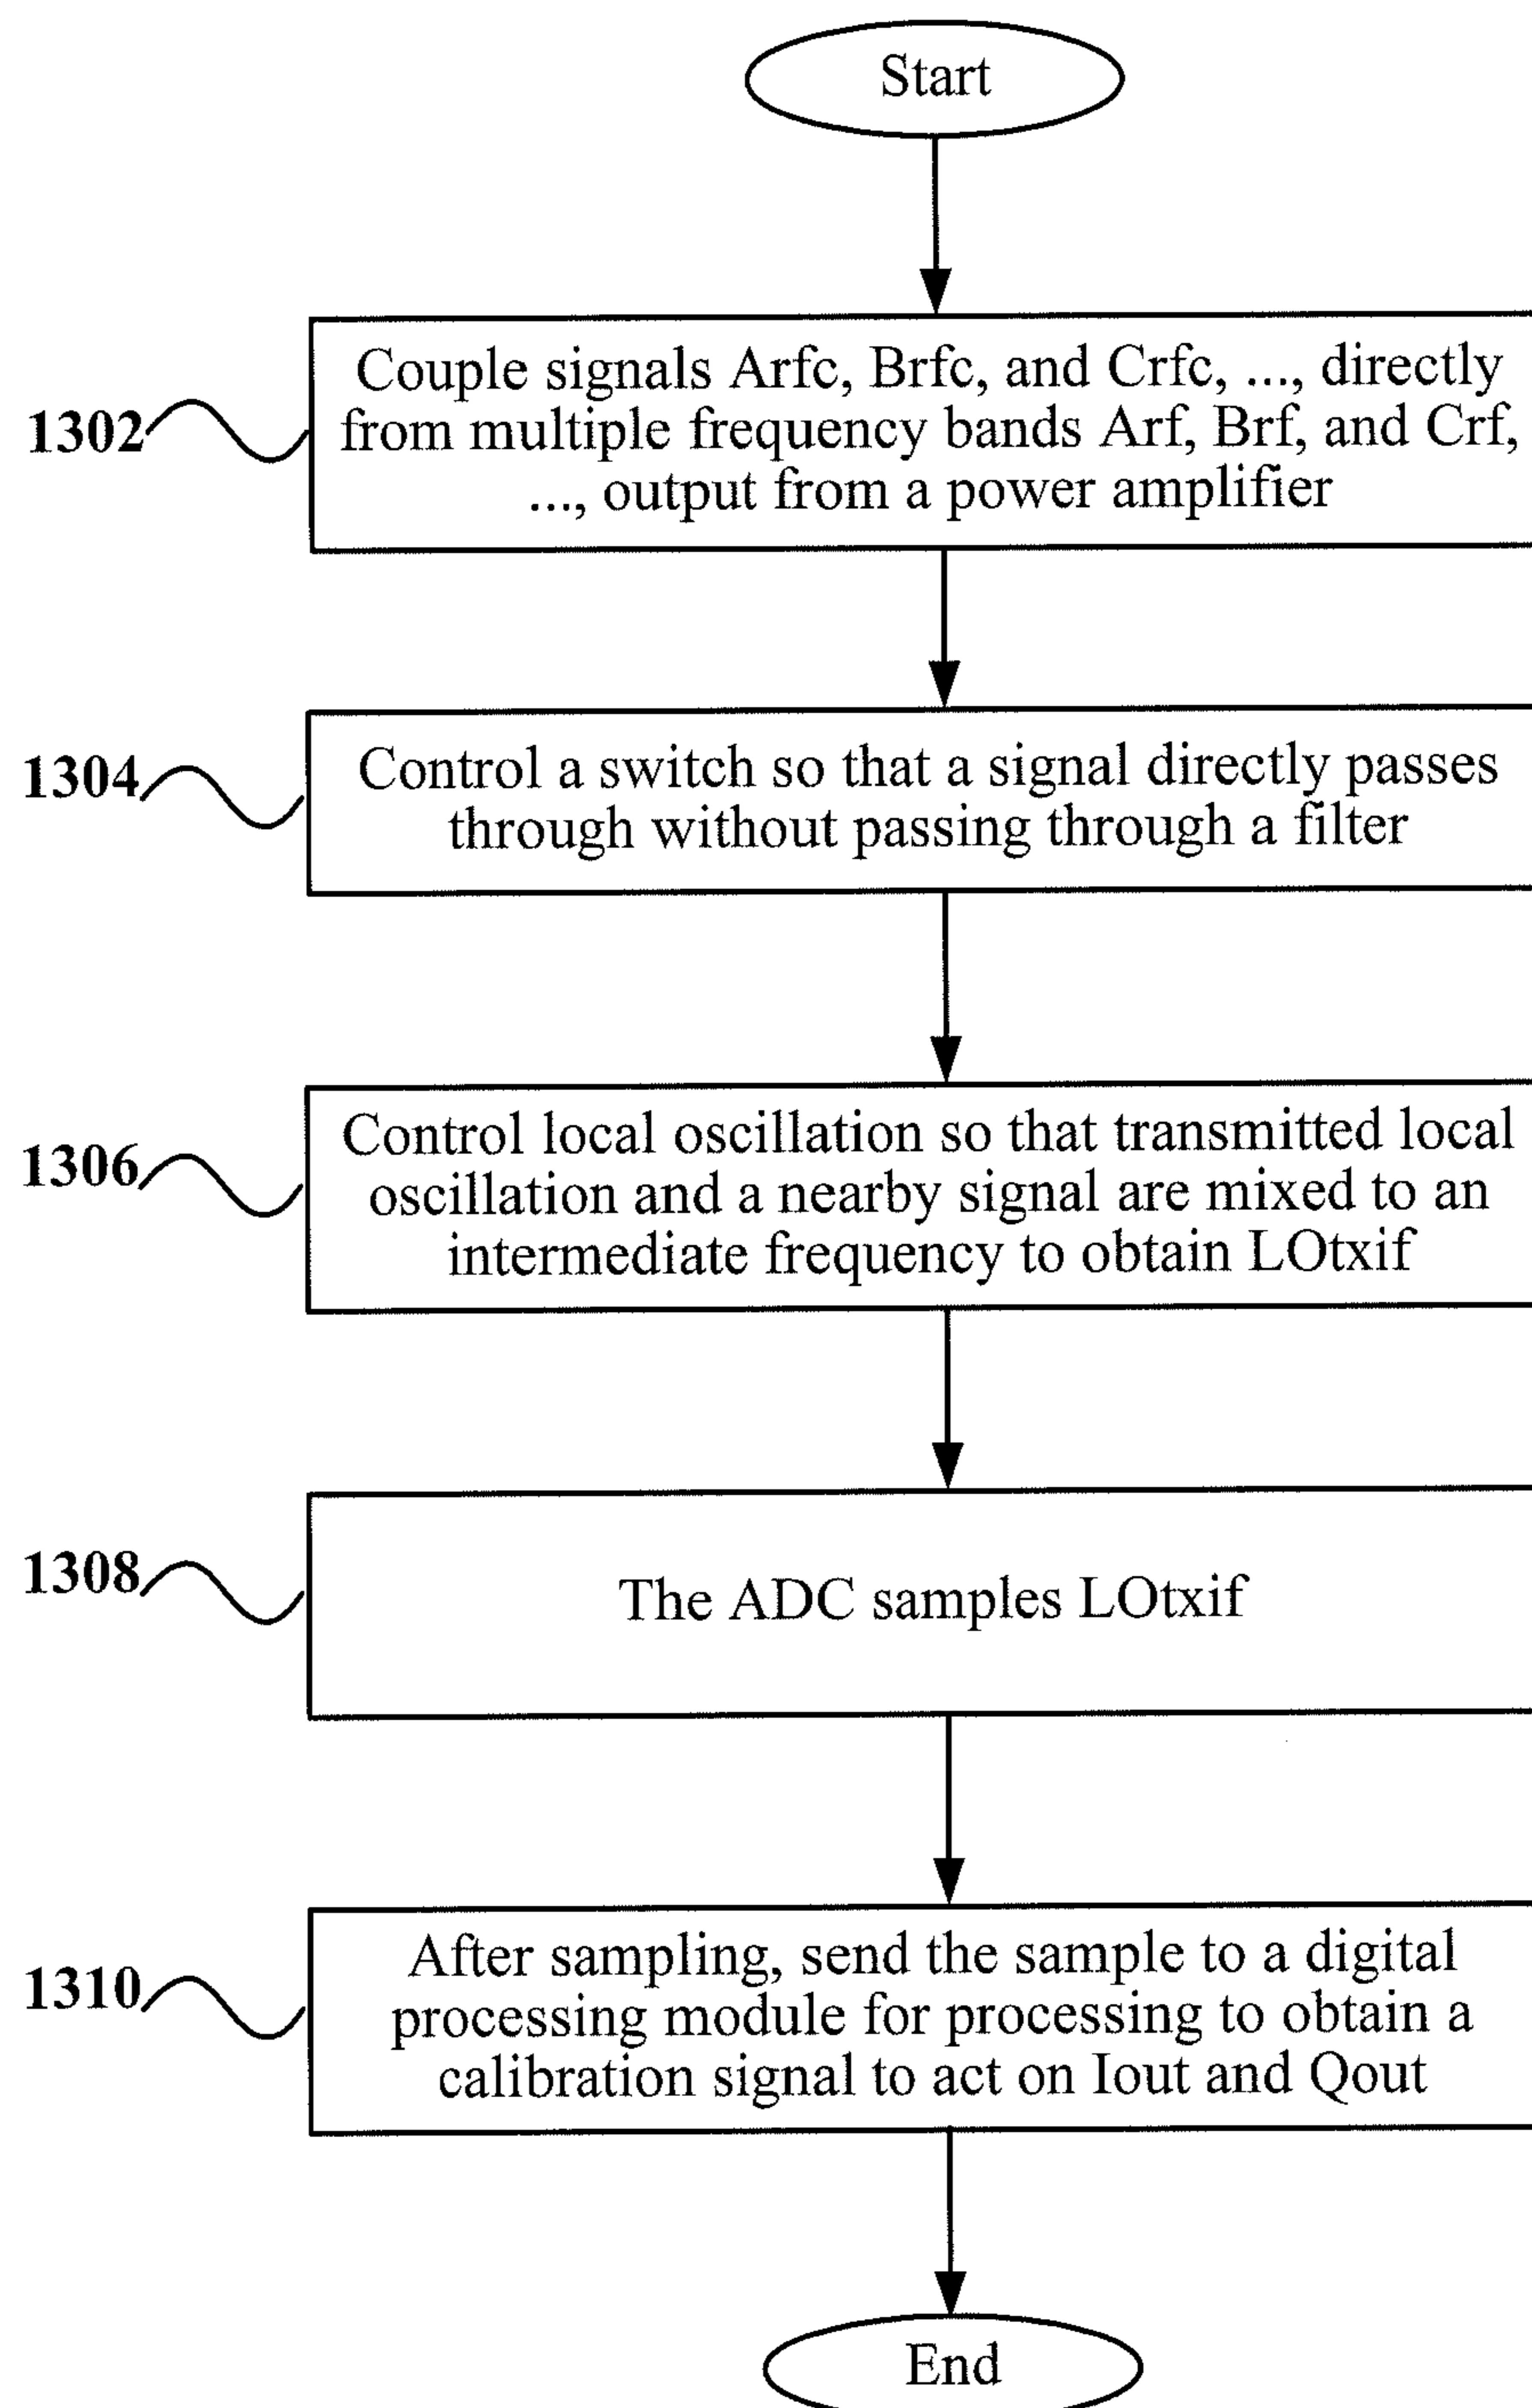 Start
1302
Couple signals Arfc, Brfc, and Crfc, ..., directly
from multiple frequency bands Arf, Brf, and Crf,
..., output from a power amplifier
1304
Control a switch so that a signal directly passes
through without passing through a filter
1306
Control local oscillation so that transmitted local
oscillation and a nearby signal are mixed to an
intermediate frequency to obtain LOtxif
1308
The ADC samples LOtxif
1310
After sampling, send the sample to a digital
processing module for processing to obtain a
calibration signal to act on Iout and Qout
End